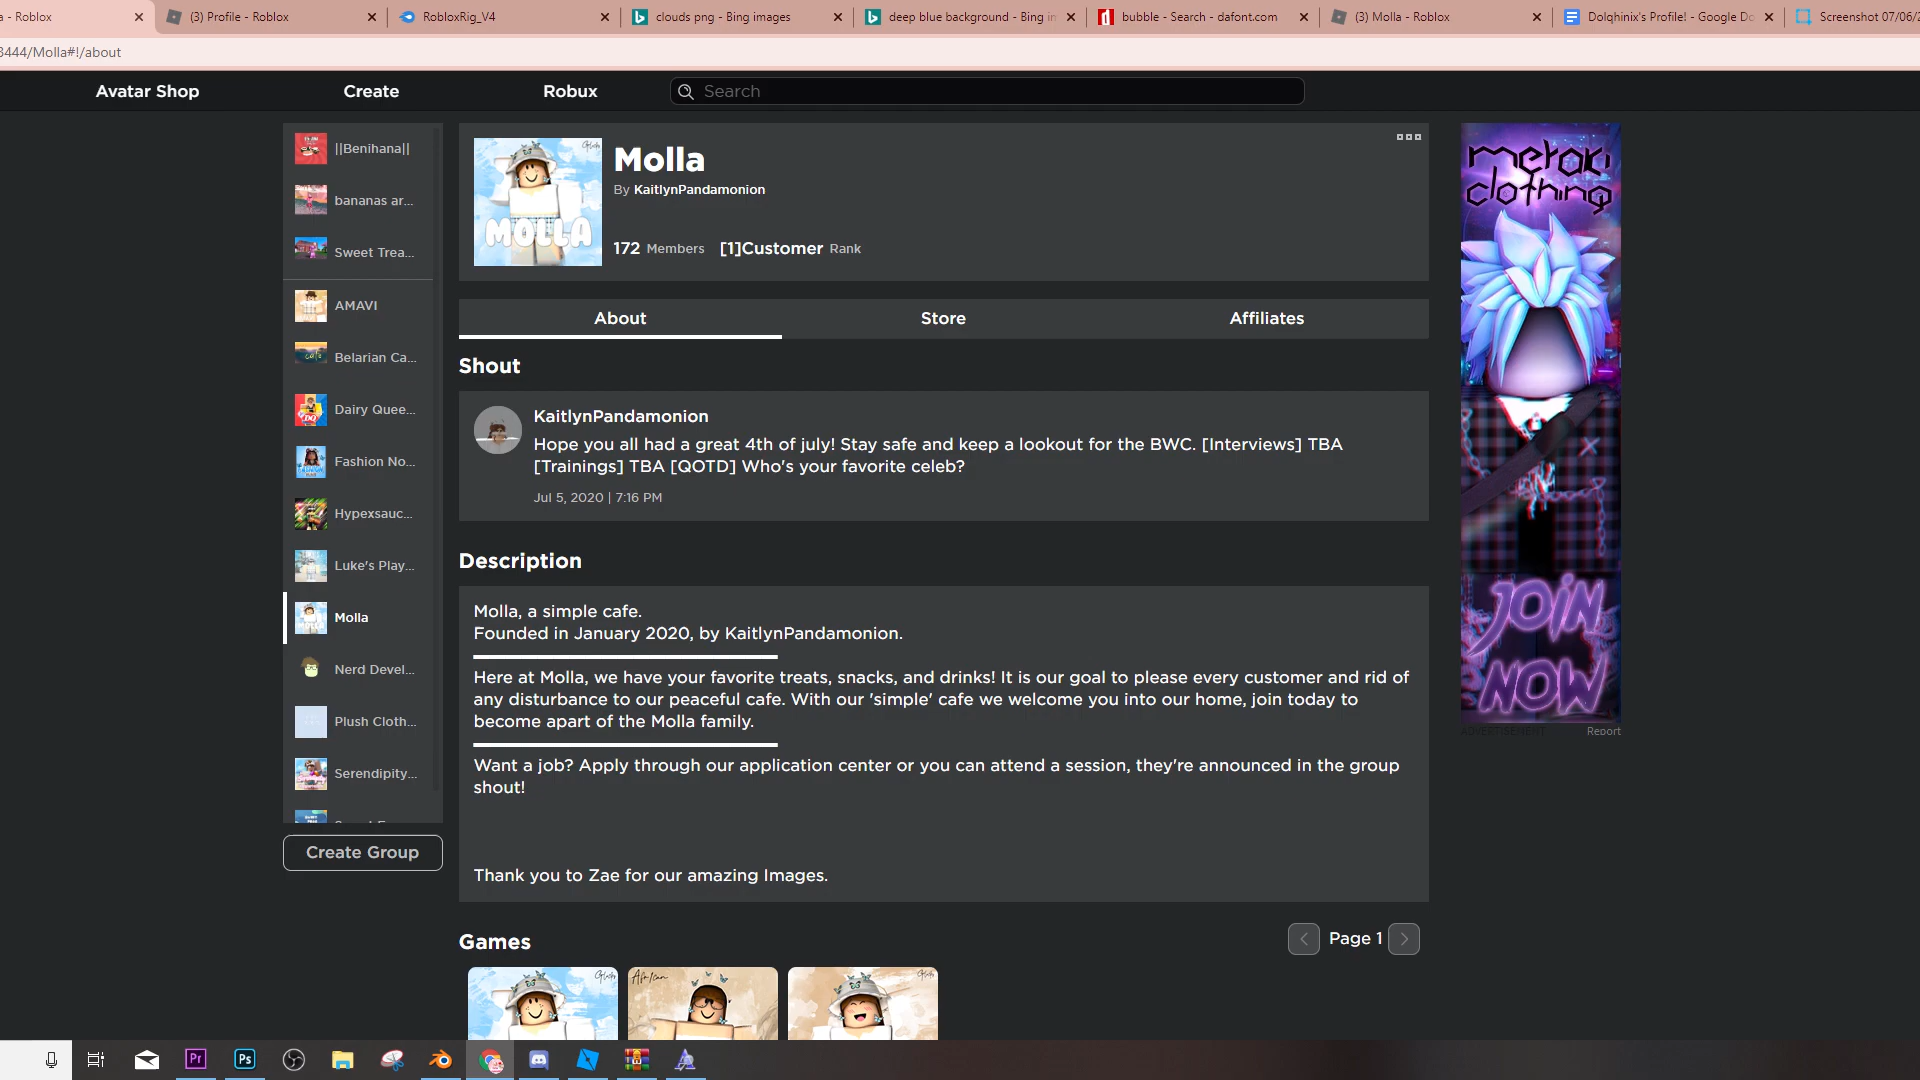 a - Roblox
(3) Profile - Roblox
RobloxRig_V4
clouds png - Bing images
deep blue background - Bing in
bubble - Search - dafont.com
(3) Molla - Roblox
Dolqhinix's Profile! - Google Do
Screenshot 07/06/2
3444/Molla#!/about
Avatar Shop
Create
Robux
Search
||Benihana||
bananas ar...
Sweet Trea...
AMAVI
Belarian Ca...
Dairy Quee...
Fashion No...
Hypexsauc...
Luke's Play...
Molla
Nerd Devel...
Plush Cloth...
Serendipity...
Create Group
MOLLA
Molla
By KaitlynPandamonion
172 Members [1]Customer Rank
About
Store
Affiliates
Shout
KaitlynPandamonion
Hope you all had a great 4th of july! Stay safe and keep a lookout for the BWC. [Interviews] TBA
[Trainings] TBA [QOTD] Who's your favorite celeb?
Jul 5, 2020 | 7:16 PM
Description
Molla, a simple cafe.
Founded in January 2020, by KaitlynPandamonion.
Here at Molla, we have your favorite treats, snacks, and drinks! It is our goal to please every customer and rid of
any disturbance to our peaceful cafe. With our 'simple' cafe we welcome you into our home, join today to
become apart of the Molla family.
Want a job? Apply through our application center or you can attend a session, they're announced in the group
shout!
Thank you to Zae for our amazing Images.
Games
Page 1
meraki
clothing
JOIN
NOW
ADVERTISEMENT
Report
Pr
Ps